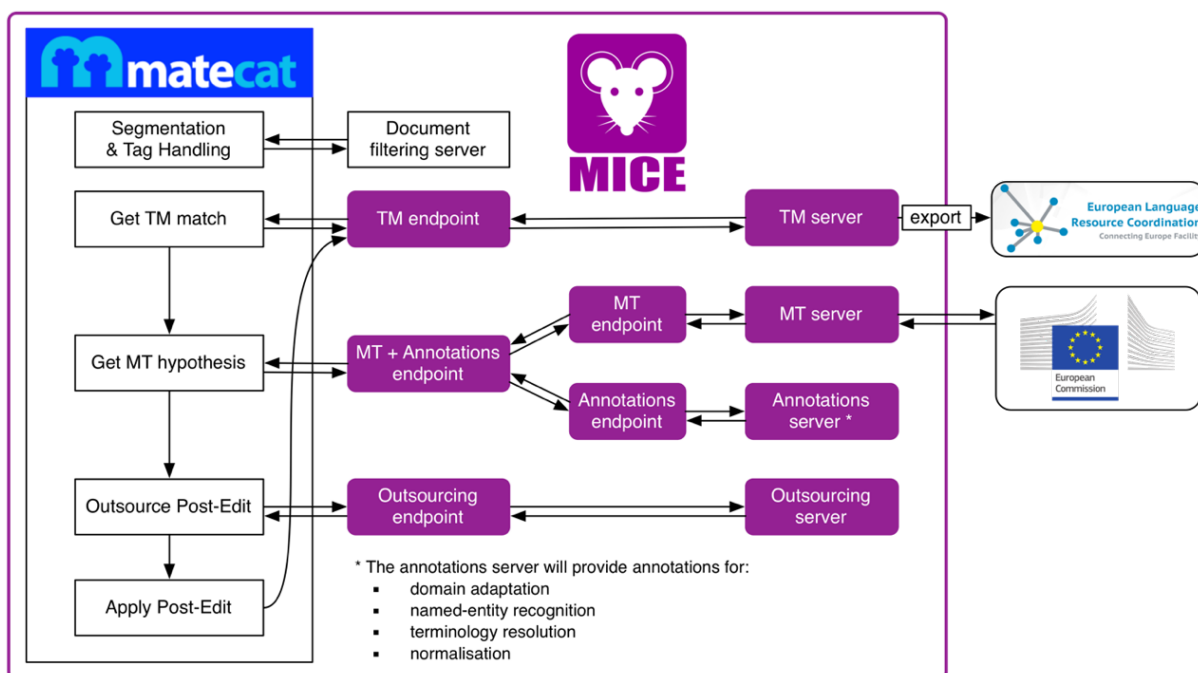 matecat
MICE
Segmentation
& Tag Handling
Document
filtering server
Get TM match
TM endpoint
TM server
export
European Language
Resource Coordination
Connecting Europe Facilit
MT
endpoint
MT server
Get MT hypothesis
MT + Annotations
endpoint
European
Commission
Annotations
endpoint
Annotations
server *
Outsource Post-Edit
Outsourcing
endpoint
Outsourcing
server
Apply Post-Edit
* The annotations server will provide annotations for:
▪ domain adaptation
▪ named-entity recognition
▪ terminology resolution
▪ normalisation